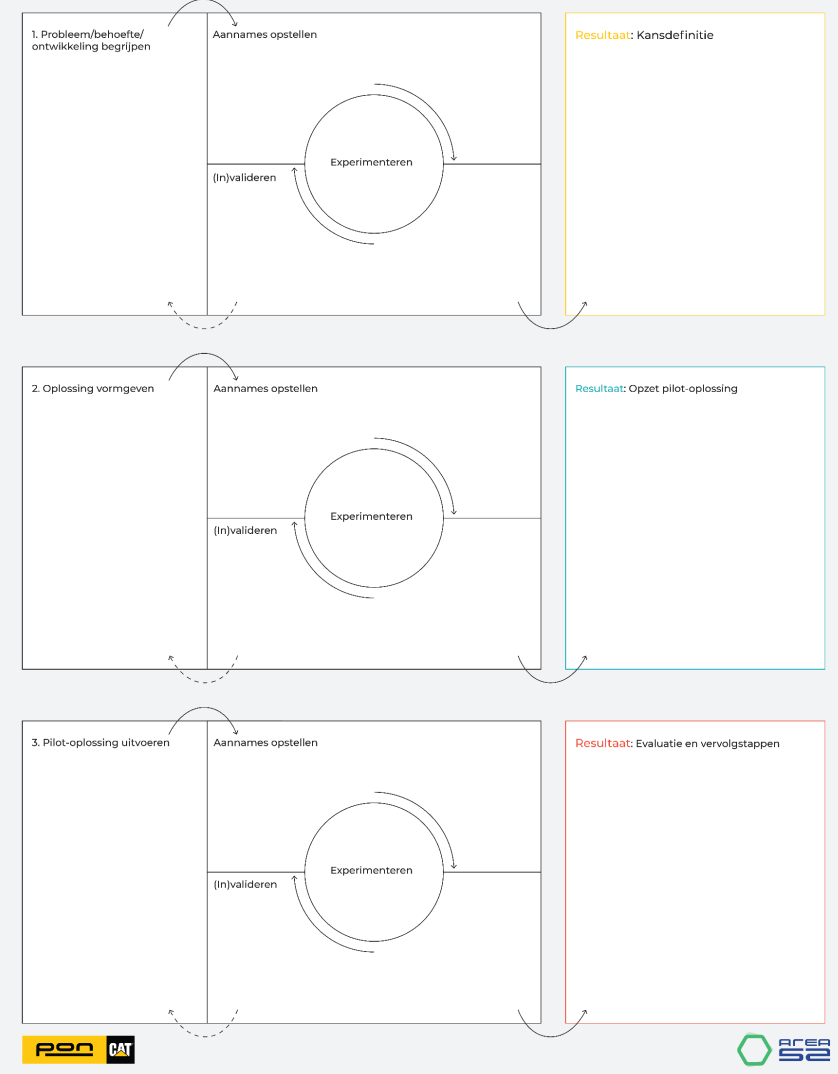 1. Probleem/behoefte/
ontwikkeling begrijpen
Aannames opstellen
Experimenteren
(In)valideren
Resultaat: Kansdefinitie
2. Oplossing vormgeven
Aannames opstellen
Experimenteren
(In)valideren
Resultaat: Opzet pilot-oplossing
3. Pilot-oplossing uitvoeren
Aannames opstellen
Experimenteren
(In)valideren
Resultaat: Evaluatie en vervolgstappen
pon CAT
AREA
52